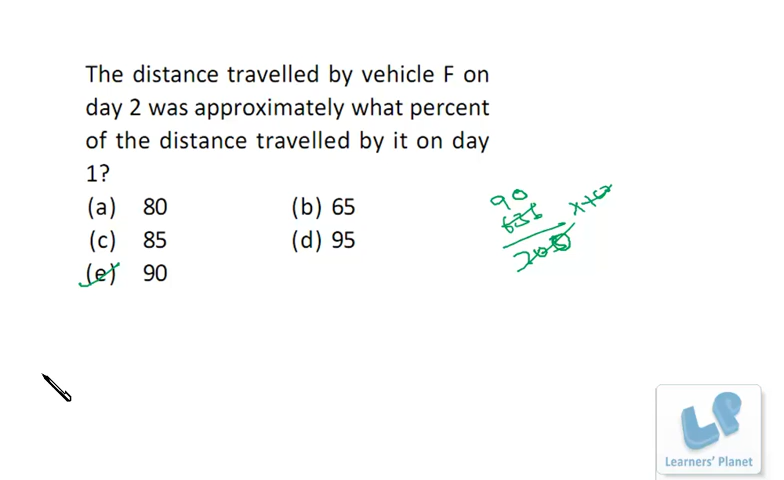 The distance travelled by vehicle F on
day 2 was approximately what percent
of the distance travelled by it on day
1?
(a) 80 (b) 65
(c) 85 (d) 95
(e) 90
90
LP
Learners' Planet